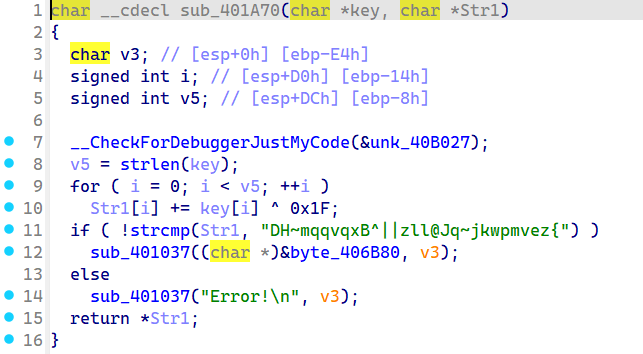 1 char __cdecl sub_401A70(char *key, char *Str1)
2 {
3 char v3; // [esp+0h] [ebp-E4h]
4 signed int i; // [esp+D0h] [ebp-14h]
5 signed int v5; // [esp+DCh] [ebp-8h]
6
7 __CheckForDebuggerJustMyCode(&unk_40B027);
8 v5 = strlen(key);
9 for ( i = 0; i < v5; ++i )
10 Str1[i] += key[i] ^ 0x1F;
11 if ( !strcmp(Str1, "DH~mqqvqxB^||zll@Jq~jkwpmvez{") )
12 sub_401037((char *)&byte_406B80, v3);
13 else
14 sub_401037("Error!\n", v3);
15 return *Str1;
16 }